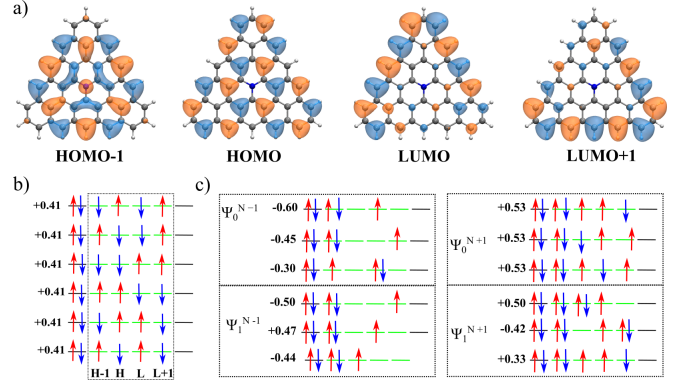 a)
HOMO-1 HOMO LUMO LUMO+1
b)
+0.41
+0.41
+0.41
+0.41
+0.41
+0.41
H-1 H L L+1
c)
Ψ₀ᴺ⁻¹ -0.60
-0.45
-0.30
-0.50
Ψ₁ᴺ⁻¹ +0.47
-0.44
+0.53
+0.53 Ψ₀ᴺ⁺¹
+0.53
+0.50
-0.42 Ψ₁ᴺ⁺¹
+0.33